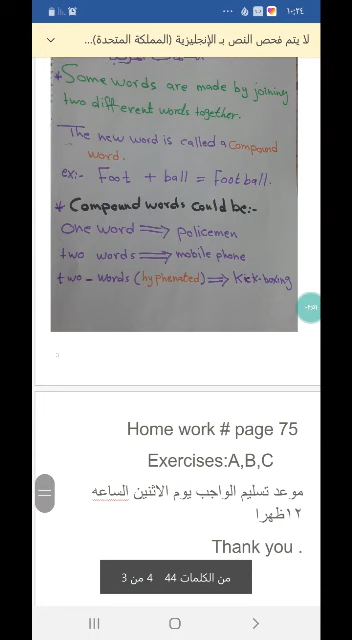 ١٠:٢٤
لا يتم فحص النص بـ الإنجليزية (المملكة المتحدة)...
*Some words are made by joining
two different words together.
The new word is called a compound
word.
ex:- Foot + ball = Football.
* Compound words could be:-
One word ⟹ policemen
two words ⟹ mobile phone
two-words (hyphenated) ⟹ Kick-boxing
Home work # page 75
Exercises:A,B,C
موعد تسليم الواجب يوم الاثنين الساعه
١٢ظهرا
Thank you .
من الكلمات 44    4 من 3